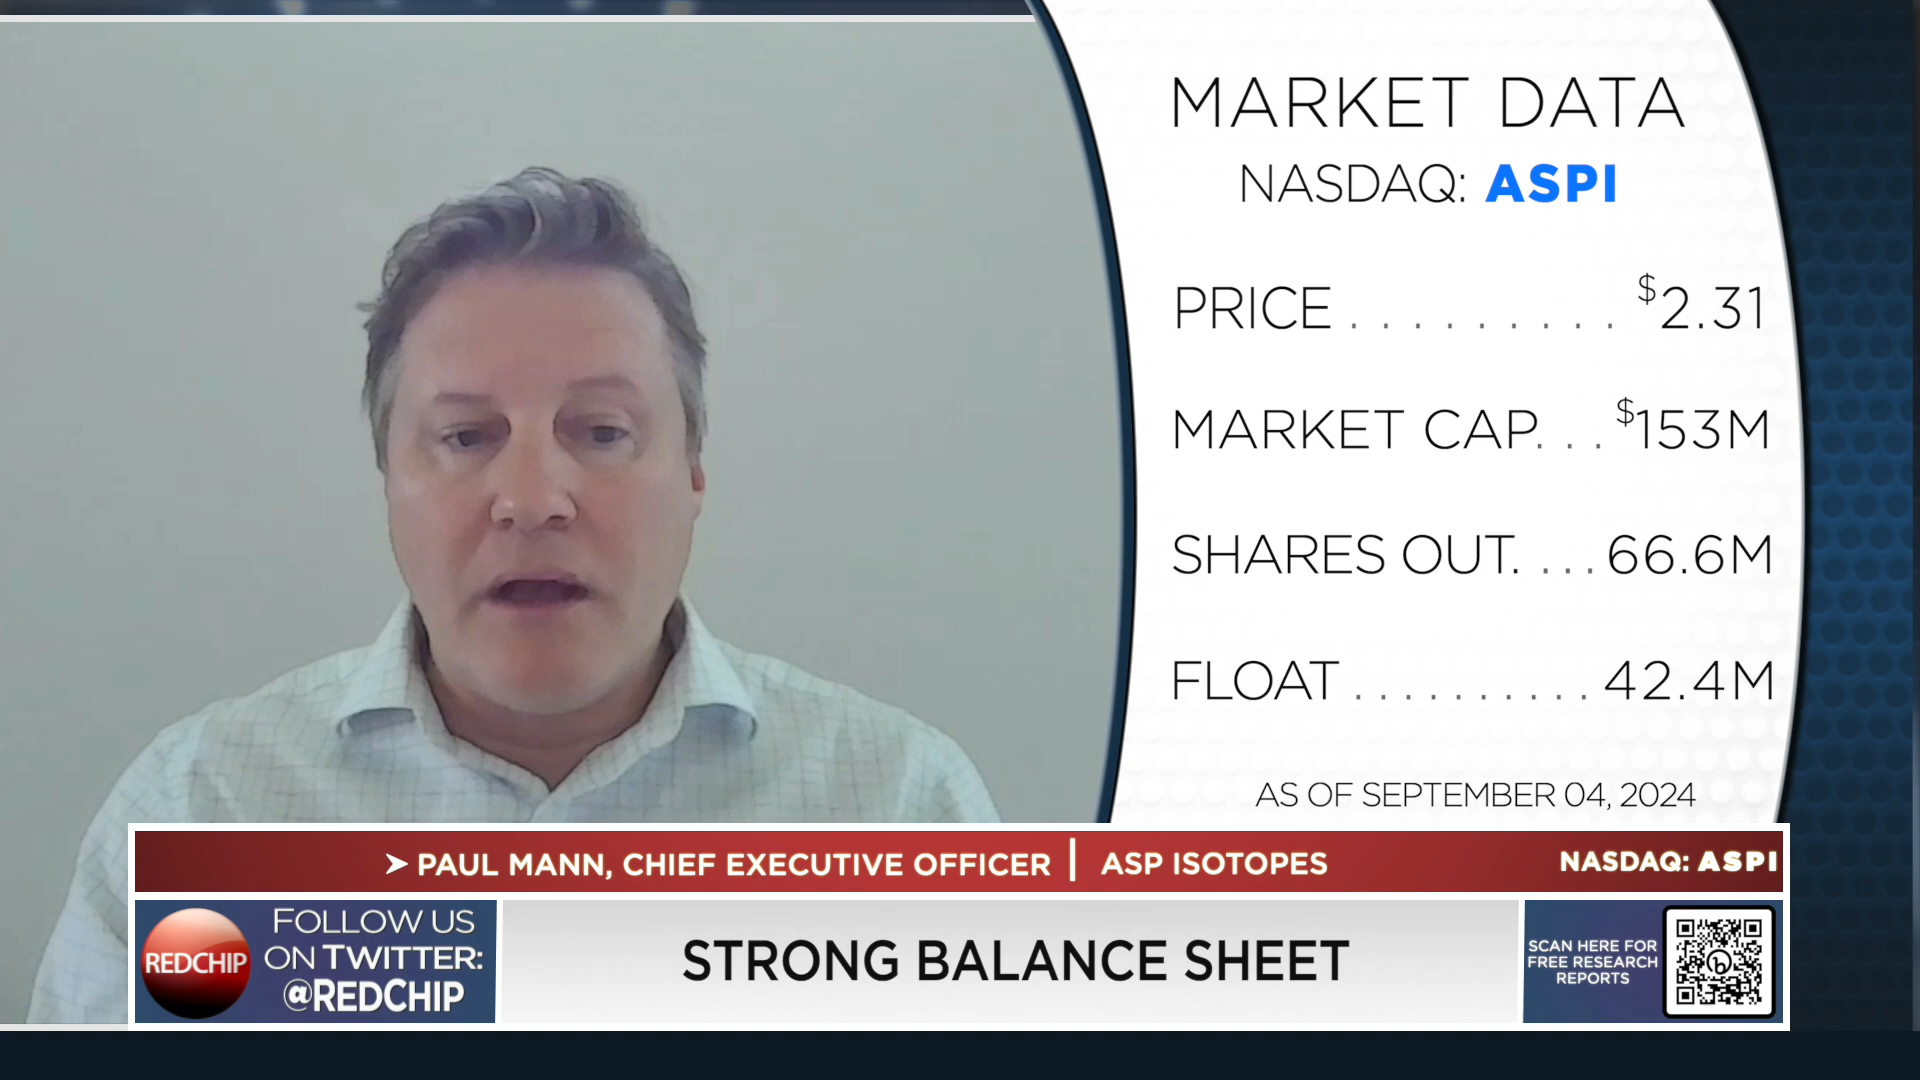 MARKET DATA
NASDAQ: ASPI
PRICE . . . . . . . . . $2.31
MARKET CAP. . . $153M
SHARES OUT. . . . 66.6M
FLOAT . . . . . . . . . . 42.4M
AS OF SEPTEMBER 04, 2024
➤ PAUL MANN, CHIEF EXECUTIVE OFFICER | ASP ISOTOPES
NASDAQ: ASPI
REDCHIP
FOLLOW US
ON TWITTER:
@REDCHIP
STRONG BALANCE SHEET
SCAN HERE FOR
FREE RESEARCH
REPORTS